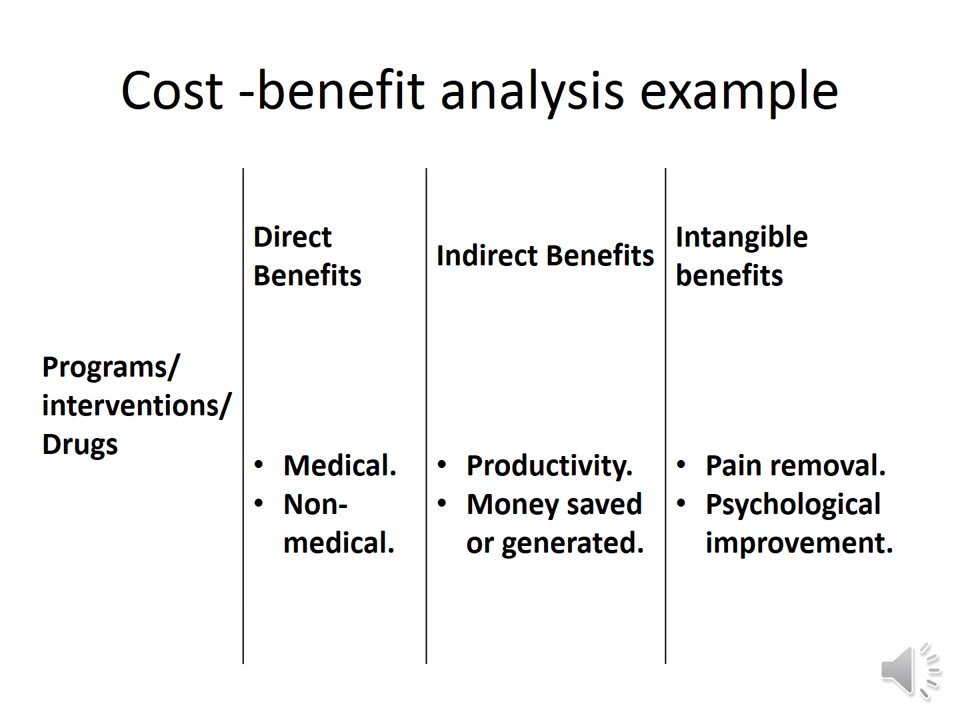 Cost -benefit analysis example
Direct
Benefits
Indirect Benefits
Intangible
benefits
Programs/
interventions/
Drugs
• Medical.
• Non-
medical.
• Productivity.
• Money saved
or generated.
• Pain removal.
• Psychological
improvement.